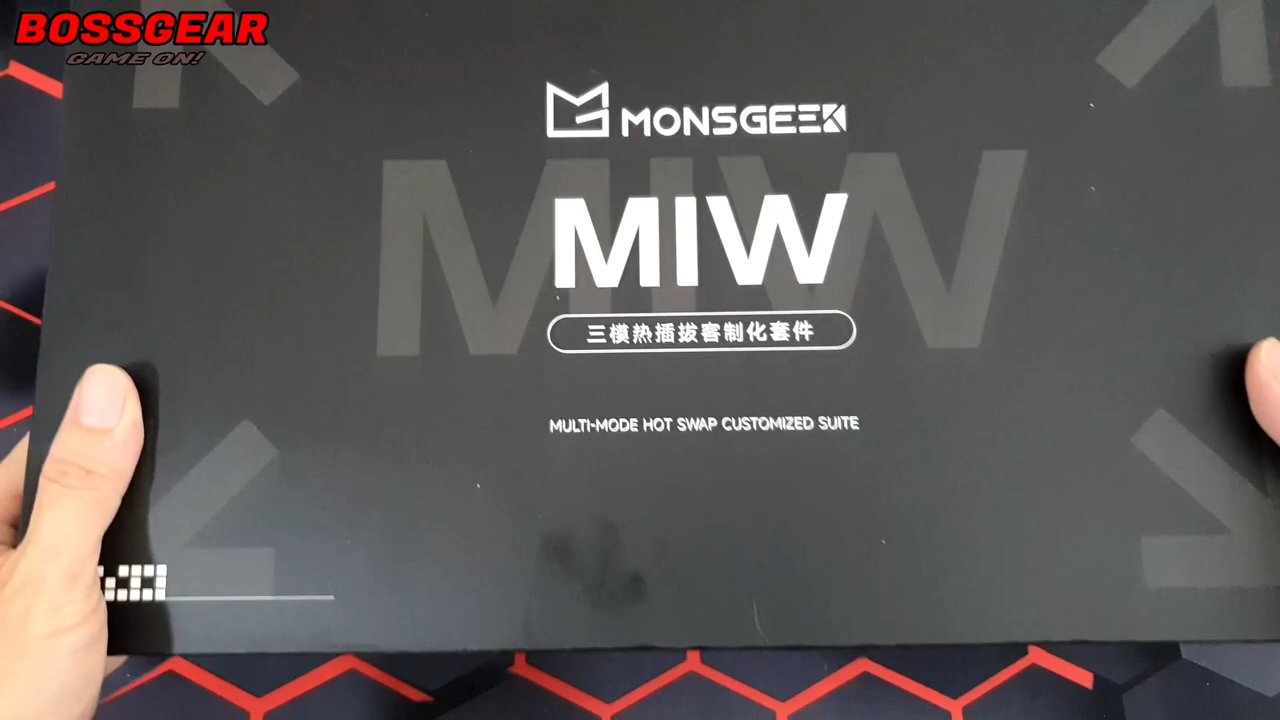 BOSSGEAR
GAME ON!
MONSGEEK
MIW
MIW
三模热插拔客制化套件
MULTI-MODE HOT SWAP CUSTOMIZED SUITE